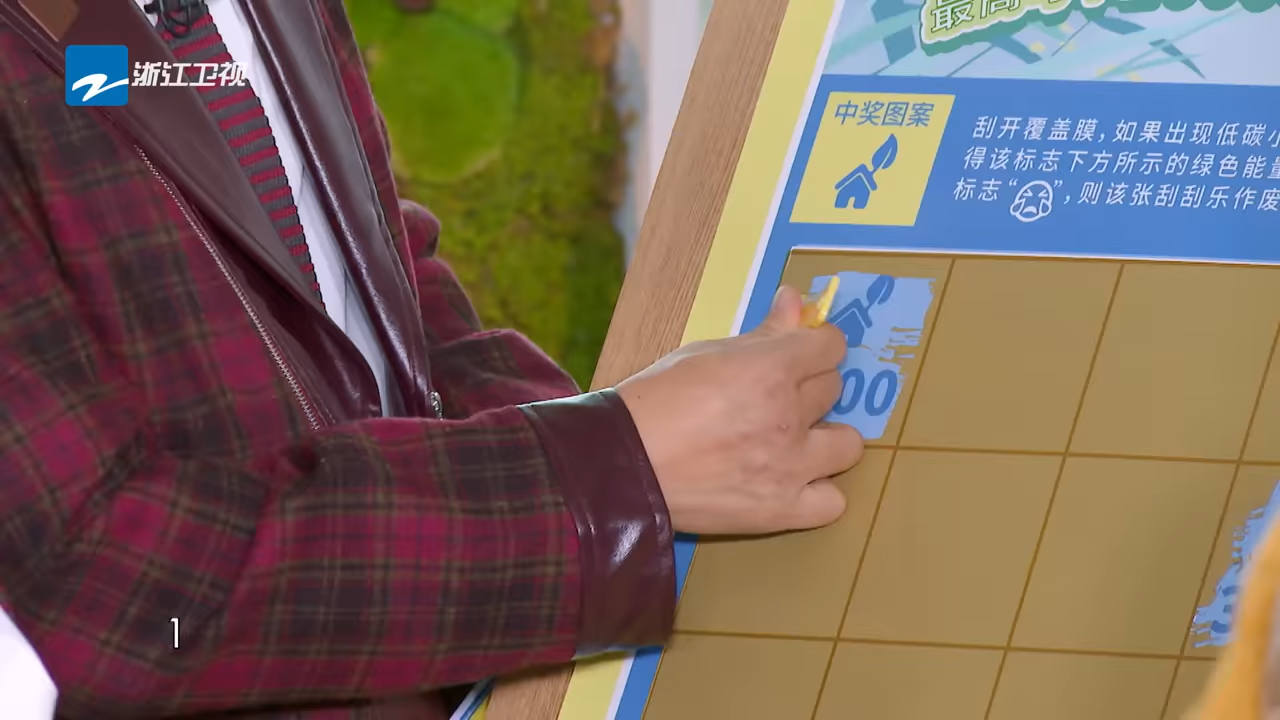 浙江卫视
最高
中奖图案
刮开覆盖膜，如果出现低碳小
得该标志下方所示的绿色能量
标志“ ”，则该张刮刮乐作废
00
1